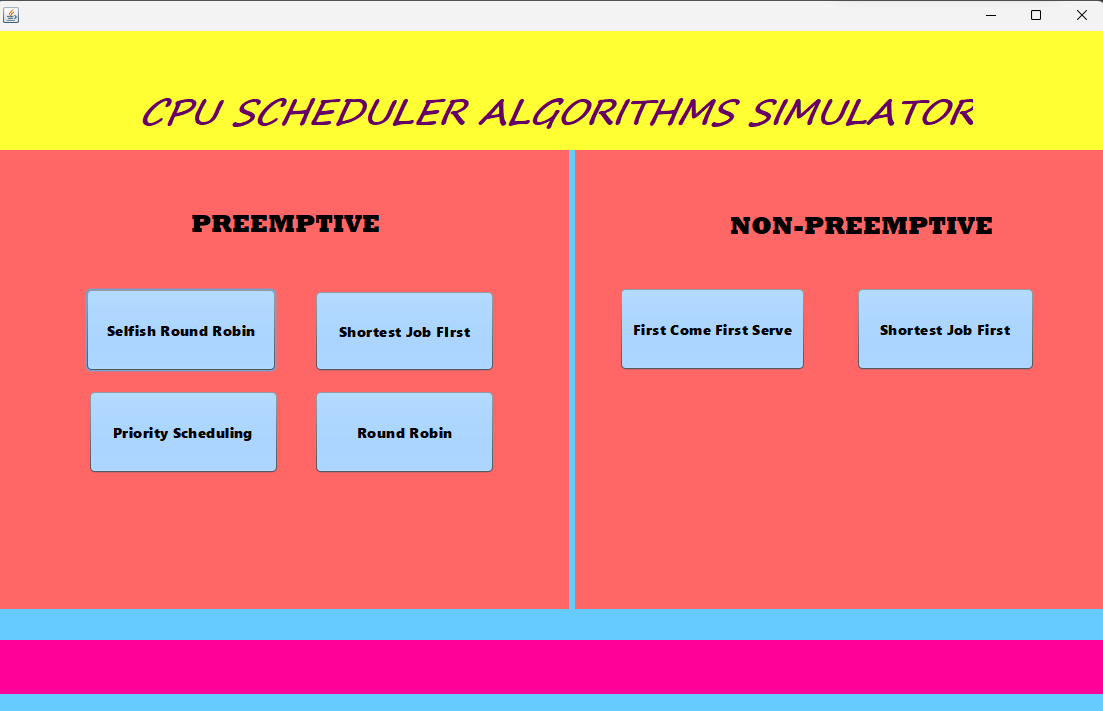 CPU SCHEDULER ALGORITHMS SIMULATOR
PREEMPTIVE
NON-PREEMPTIVE
Selfish Round Robin
Shortest Job FIrst
First Come First Serve
Shortest Job First
Priority Scheduling
Round Robin